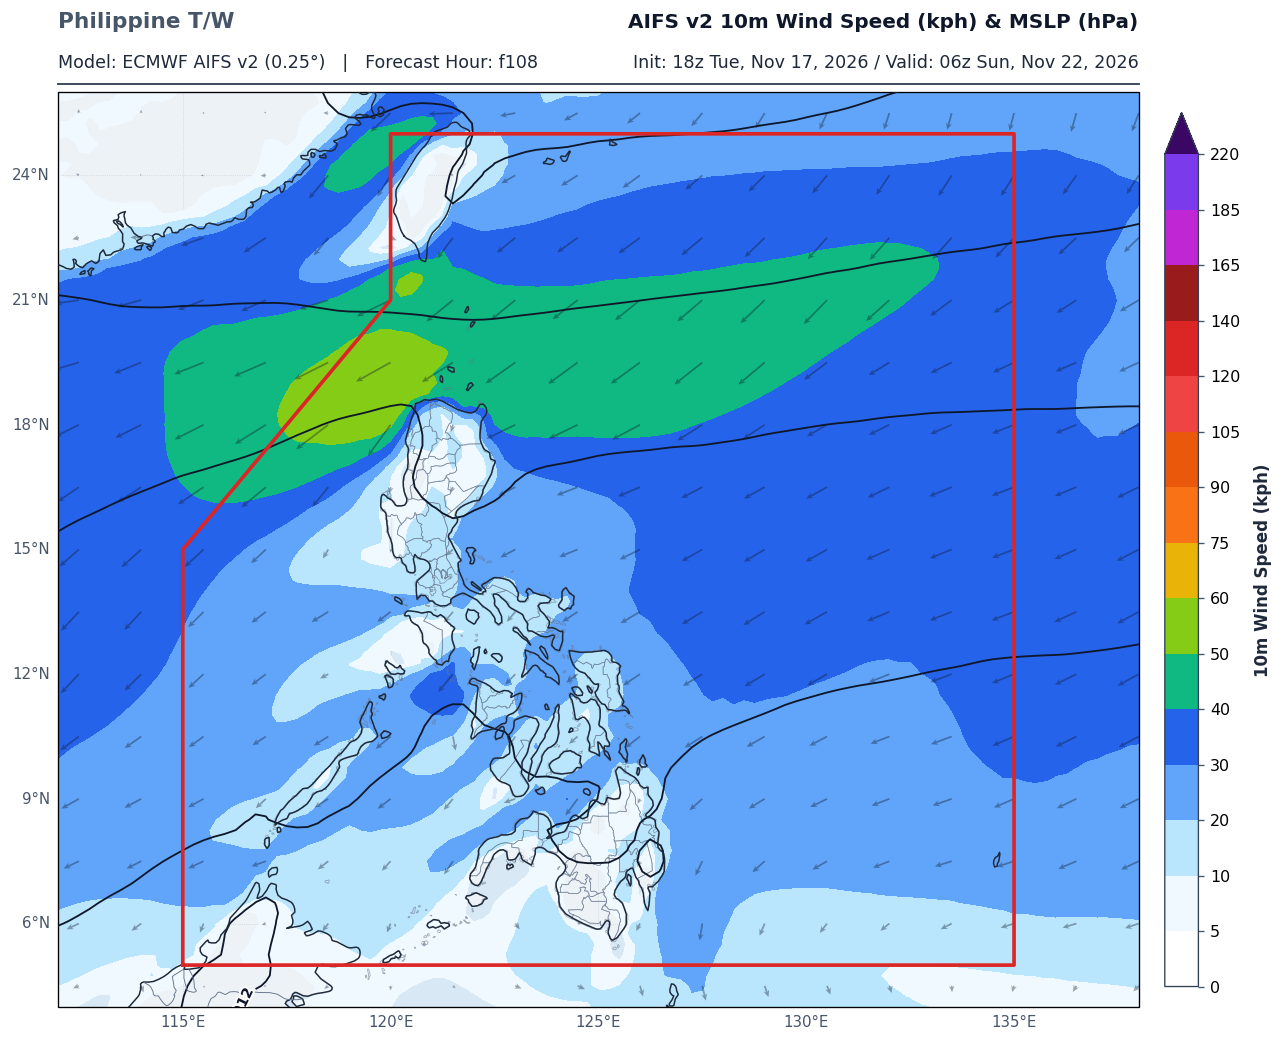 Philippine T/W
AIFS v2 10m Wind Speed (kph) & MSLP (hPa)
Model: ECMWF AIFS v2 (0.25°) | Forecast Hour: f108
Init: 18z Tue, Nov 17, 2026 / Valid: 06z Sun, Nov 22, 2026
24°N
21°N
18°N
15°N
12°N
9°N
6°N
115°E
120°E
125°E
130°E
135°E
220
185
165
140
120
105
90
75
60
50
40
30
20
10
5
0
10m Wind Speed (kph)